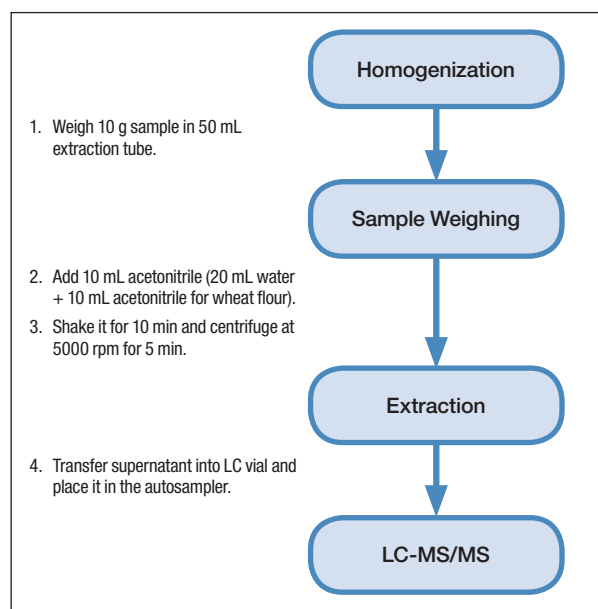 Homogenization
1. Weigh 10 g sample in 50 mL
extraction tube.
Sample Weighing
2. Add 10 mL acetonitrile (20 mL water
+ 10 mL acetonitrile for wheat flour).
3. Shake it for 10 min and centrifuge at
5000 rpm for 5 min.
Extraction
4. Transfer supernatant into LC vial and
place it in the autosampler.
LC-MS/MS